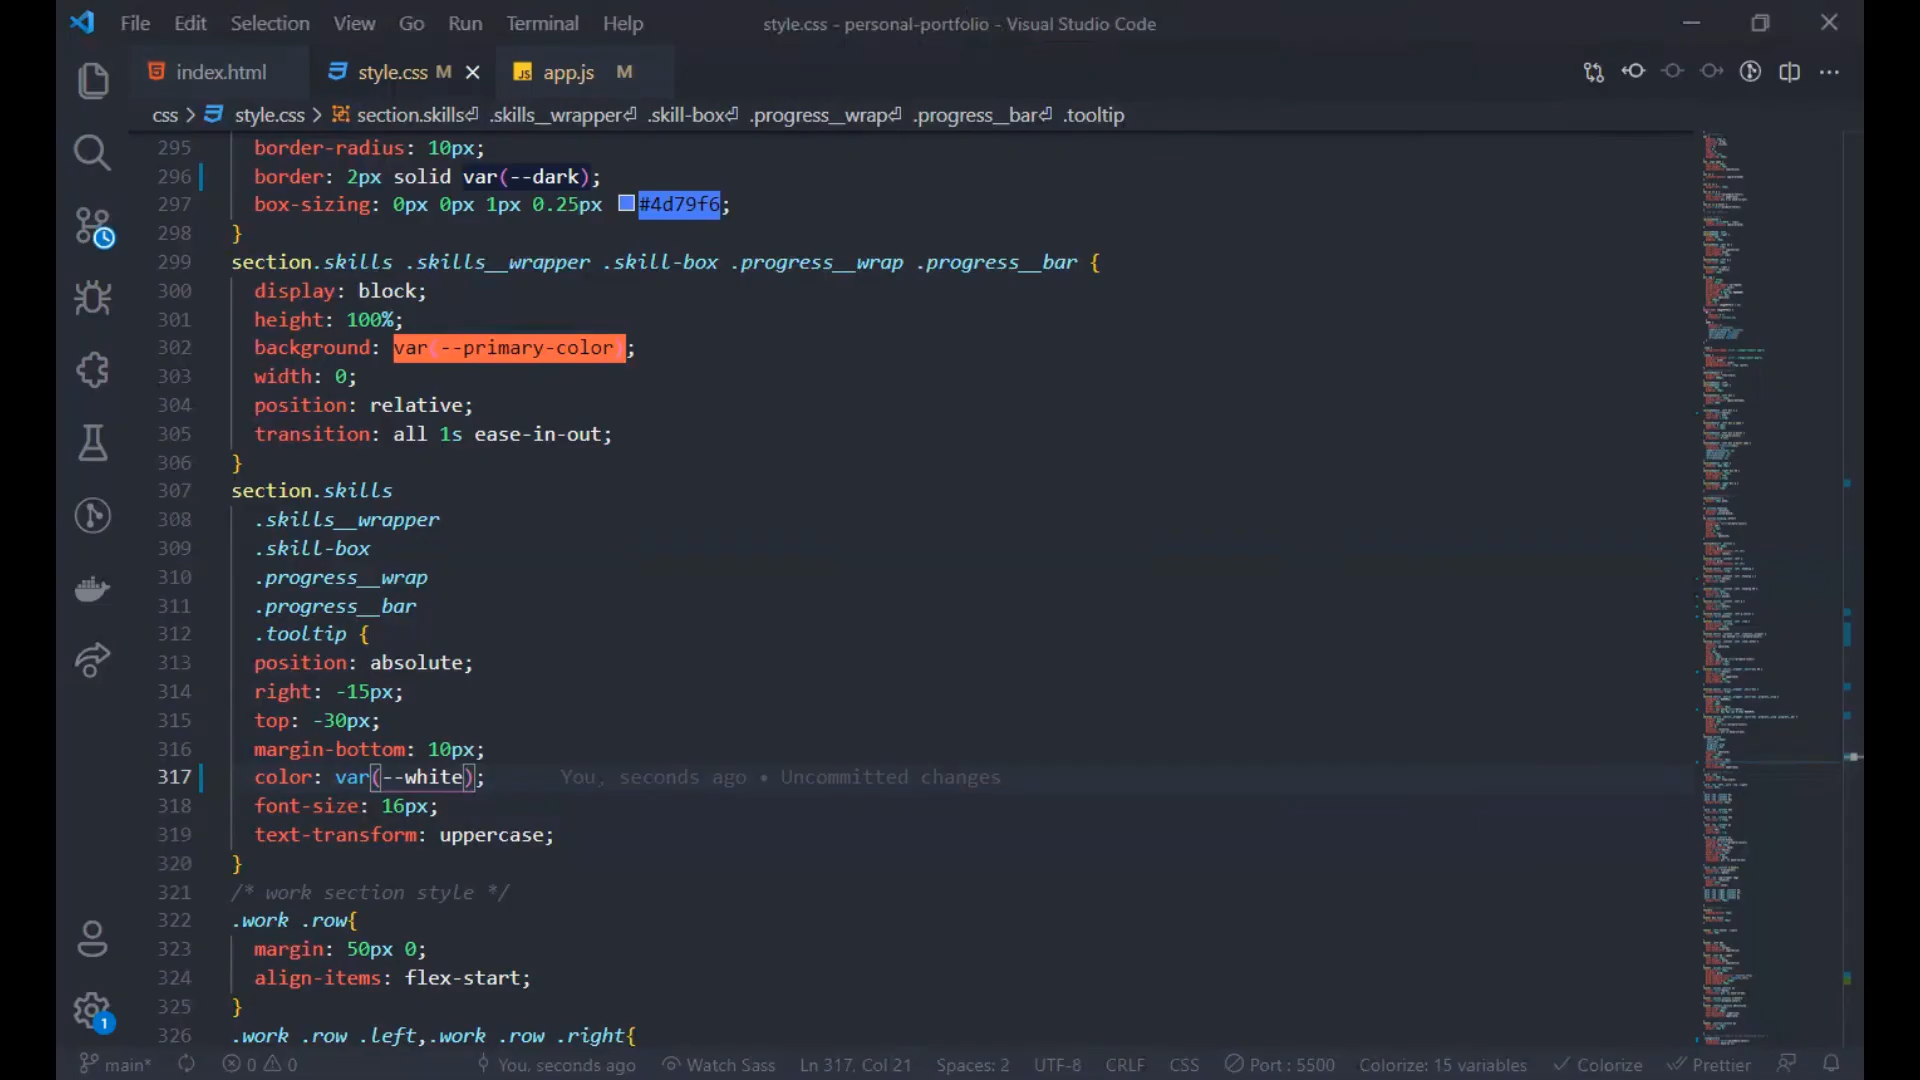 File Edit Selection View Go Run Terminal Help style.css - personal-portfolio - Visual Studio Code
index.html style.css M app.js M
css > style.css > section.skills⏎ .skills__wrapper⏎ .skill-box⏎ .progress__wrap⏎ .progress__bar⏎ .tooltip
295 border-radius: 10px;
296 border: 2px solid var(--dark);
297 box-sizing: 0px 0px 1px 0.25px #4d79f6;
298 }
299 section.skills .skills__wrapper .skill-box .progress__wrap .progress__bar {
300 display: block;
301 height: 100%;
302 background: var(--primary-color);
303 width: 0;
304 position: relative;
305 transition: all 1s ease-in-out;
306 }
307 section.skills
308 .skills__wrapper
309 .skill-box
310 .progress__wrap
311 .progress__bar
312 .tooltip {
313 position: absolute;
314 right: -15px;
315 top: -30px;
316 margin-bottom: 10px;
317 color: var(--white); You, seconds ago • Uncommitted changes
318 font-size: 16px;
319 text-transform: uppercase;
320 }
321 /* work section style */
322 .work .row{
323 margin: 50px 0;
324 align-items: flex-start;
325 }
326 .work .row .left,.work .row .right{
1
main* 0 0 You, seconds ago Watch Sass Ln 317, Col 21 Spaces: 2 UTF-8 CRLF CSS Port : 5500 Colorize: 15 variables Colorize Prettier